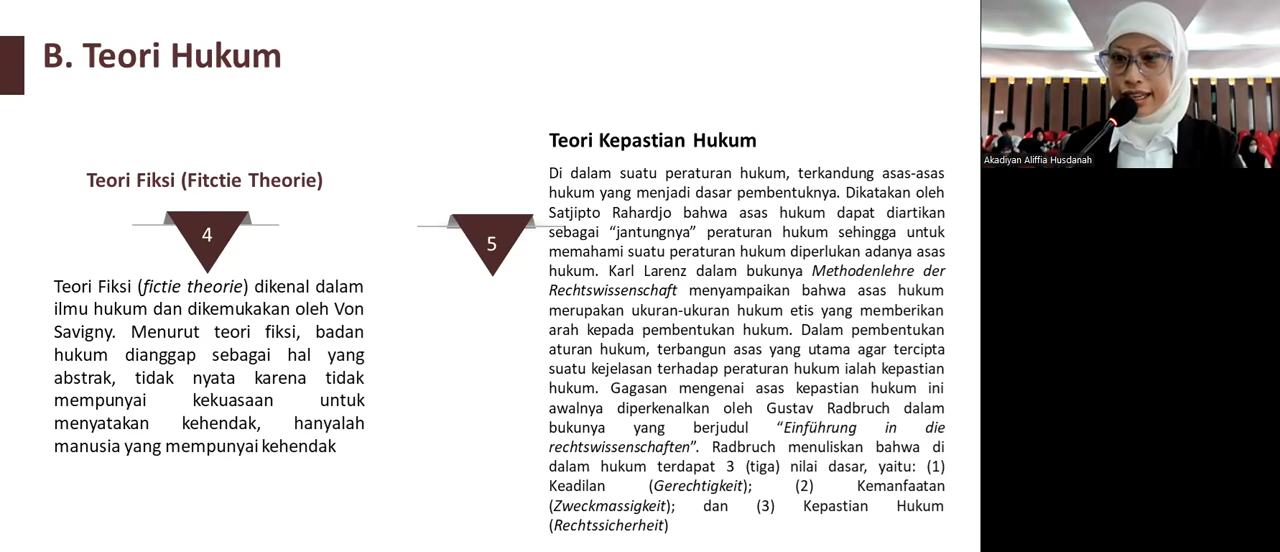 B. Teori Hukum
Teori Fiksi (Fitctie Theorie)
4
Teori Fiksi (fictie theorie) dikenal dalam
ilmu hukum dan dikemukakan oleh Von
Savigny. Menurut teori fiksi, badan
hukum dianggap sebagai hal yang
abstrak, tidak nyata karena tidak
mempunyai kekuasaan untuk
menyatakan kehendak, hanyalah
manusia yang mempunyai kehendak
5
Teori Kepastian Hukum
Di dalam suatu peraturan hukum, terkandung asas-asas
hukum yang menjadi dasar pembentuknya. Dikatakan oleh
Satjipto Rahardjo bahwa asas hukum dapat diartikan
sebagai “jantungnya” peraturan hukum sehingga untuk
memahami suatu peraturan hukum diperlukan adanya asas
hukum. Karl Larenz dalam bukunya Methodenlehre der
Rechtswissenschaft menyampaikan bahwa asas hukum
merupakan ukuran-ukuran hukum etis yang memberikan
arah kepada pembentukan hukum. Dalam pembentukan
aturan hukum, terbangun asas yang utama agar tercipta
suatu kejelasan terhadap peraturan hukum ialah kepastian
hukum. Gagasan mengenai asas kepastian hukum ini
awalnya diperkenalkan oleh Gustav Radbruch dalam
bukunya yang berjudul “Einführung in die
rechtswissenschaften”. Radbruch menuliskan bahwa di
dalam hukum terdapat 3 (tiga) nilai dasar, yaitu: (1)
Keadilan (Gerechtigkeit); (2) Kemanfaatan
(Zweckmassigkeit); dan (3) Kepastian Hukum
(Rechtssicherheit)
Akadiyan Aliffia Husdanah